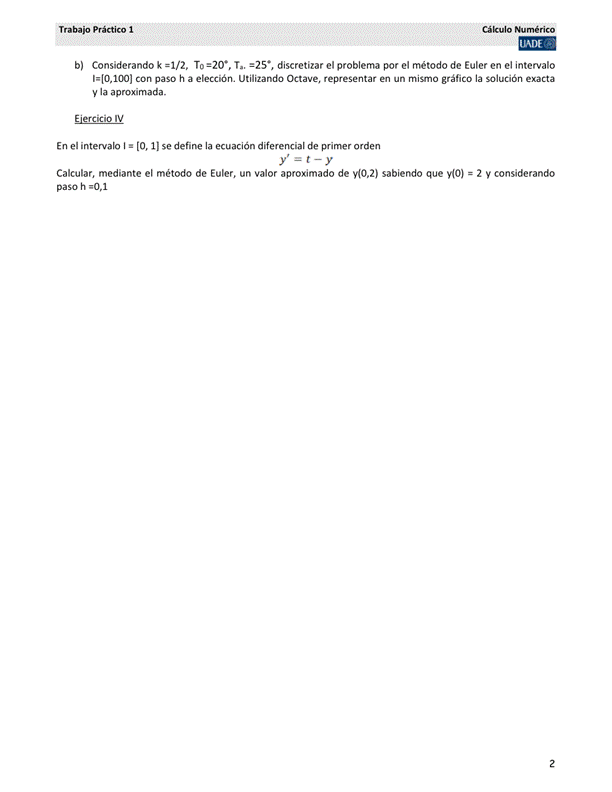 Trabajo Práctico 1 Cálculo Numérico
UADE
b) Considerando k =1/2, T₀ =20°, Tₐ. =25°, discretizar el problema por el método de Euler en el intervalo
I=[0,100] con paso h a elección. Utilizando Octave, representar en un mismo gráfico la solución exacta
y la aproximada.
Ejercicio IV
En el intervalo I = [0, 1] se define la ecuación diferencial de primer orden
y′ = t − y
Calcular, mediante el método de Euler, un valor aproximado de y(0,2) sabiendo que y(0) = 2 y considerando
paso h =0,1
2